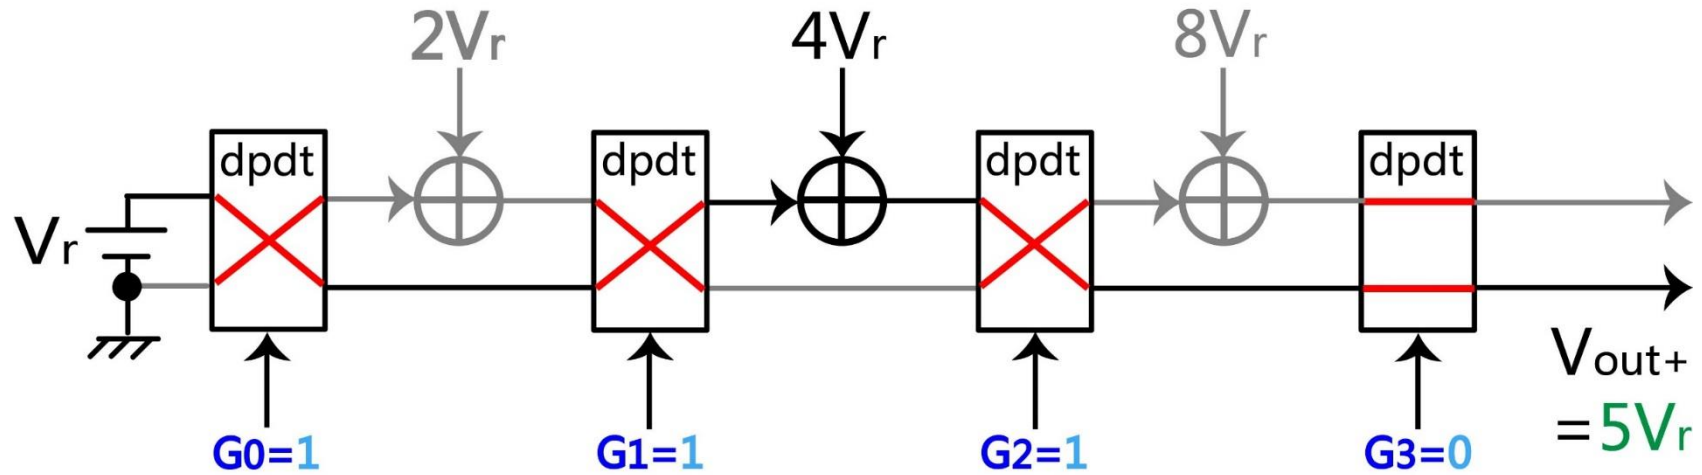 2Vr
4Vr
8Vr
dpdt
dpdt
dpdt
dpdt
Vr
Vout+
=5Vr
G0=1
G1=1
G2=1
G3=0